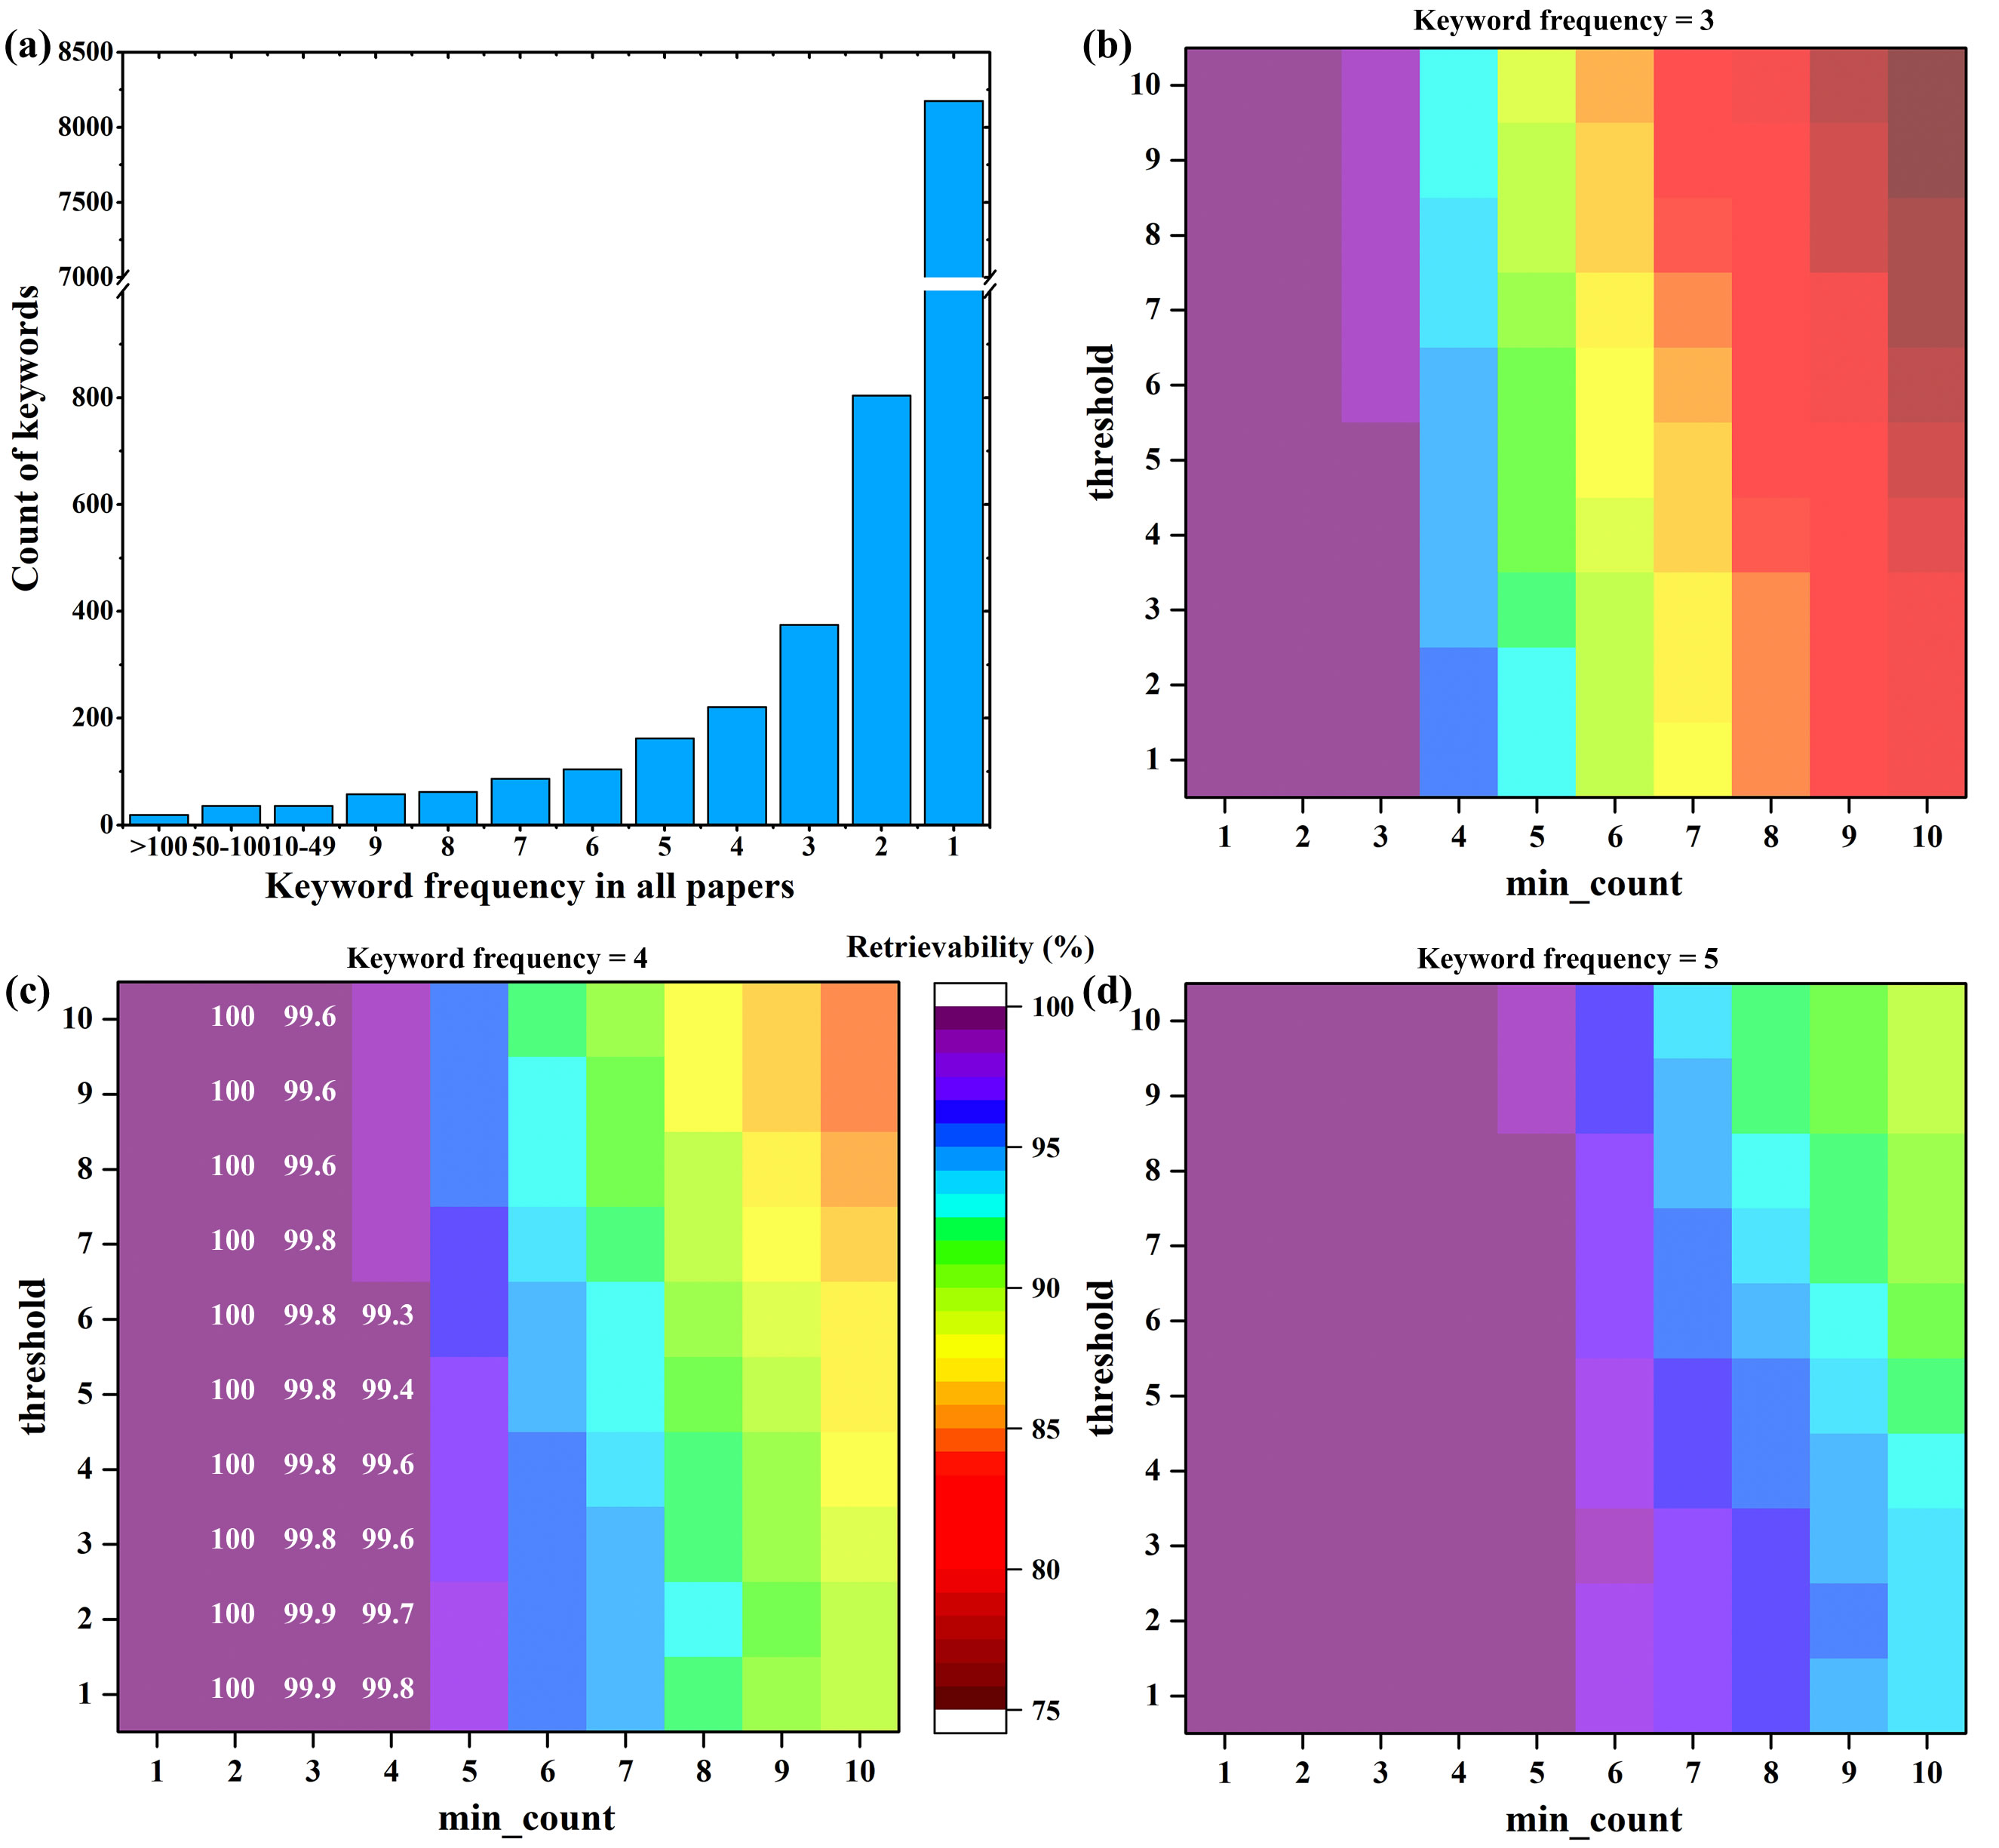 (a)
8500
8000
7500
7000
800
600
400
200
0
Count of keywords
>100 50-100 10-49 9 8 7 6 5 4 3 2 1
Keyword frequency in all papers
(b)
Keyword frequency = 3
10
9
8
7
6
5
4
3
2
1
threshold
1 2 3 4 5 6 7 8 9 10
min_count
(c)
Keyword frequency = 4
10 100 99.6
9 100 99.6
8 100 99.6
7 100 99.8
6 100 99.8 99.3
5 100 99.8 99.4
4 100 99.8 99.6
3 100 99.8 99.6
2 100 99.9 99.7
1 100 99.9 99.8
threshold
1 2 3 4 5 6 7 8 9 10
min_count
Retrievability (%)
100
95
90
85
80
75
(d)
Keyword frequency = 5
10
9
8
7
6
5
4
3
2
1
threshold
1 2 3 4 5 6 7 8 9 10
min_count